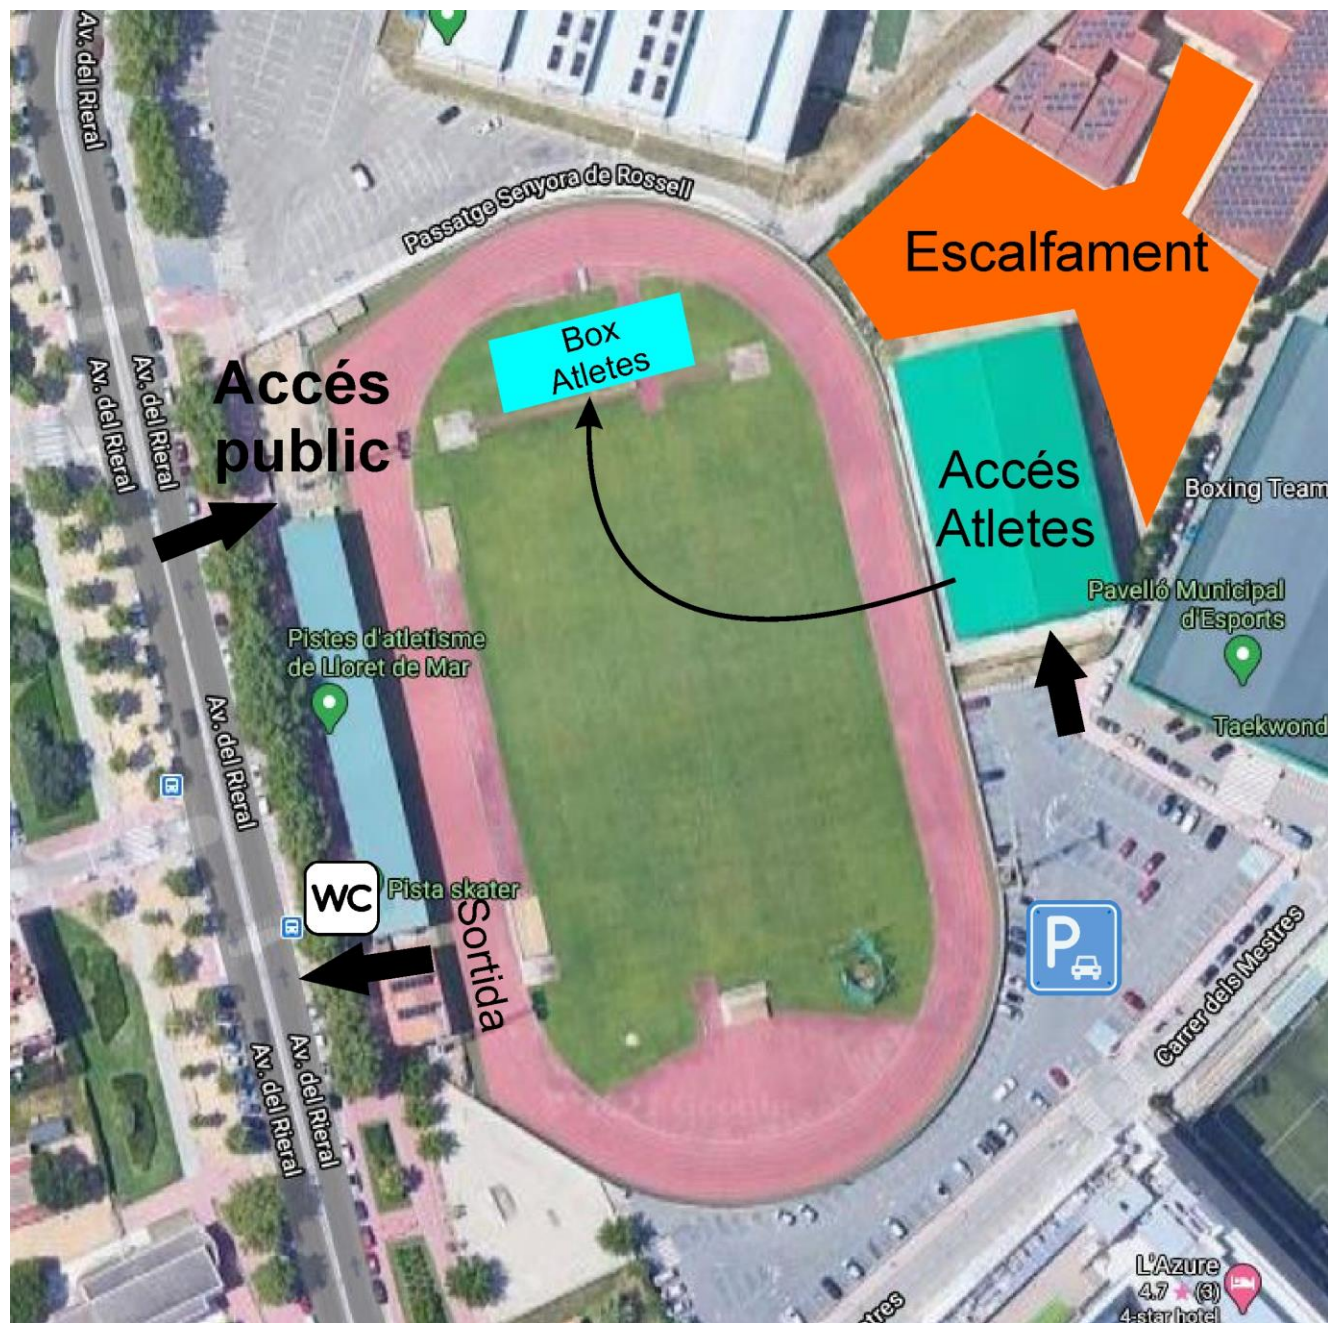 Av. del Rieral
Passatge Senyora de Rossell
Escalfament
Box
Atletes
Accés
public
Av. del Rieral
Av. del Rieral
Accés
Atletes
Boxing Team
Pavelló Municipal
d'Esports
Pistes d'atletisme
de Lloret de Mar
Taekwond
Av. del Rieral
WC
Pista skater
Sortida
P
Carrer dels Mestres
Av. del Rieral
Av. del Rieral
L'Azure
4.7 ★ (3)
4-star hotel
stres